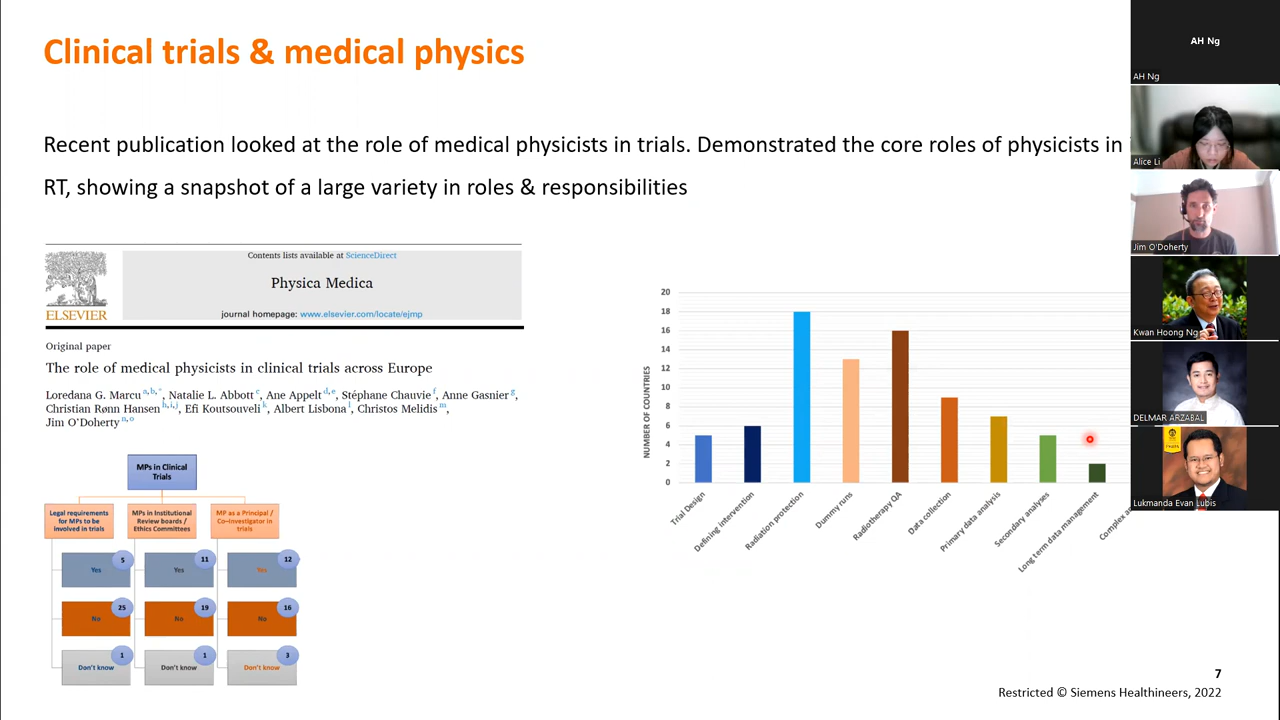 Clinical trials & medical physics
Recent publication looked at the role of medical physicists in trials. Demonstrated the core roles of physicists in
RT, showing a snapshot of a large variety in roles & responsibilities
Contents lists available at ScienceDirect
Physica Medica
journal homepage: www.elsevier.com/locate/ejmp
ELSEVIER
Original paper
The role of medical physicists in clinical trials across Europe
Loredana G. Marcu a,b,*, Natalie L. Abbott c, Ane Appelt d,e, Stéphane Chauvie f, Anne Gasnier g,
Christian Rønn Hansen h,i,j, Efi Koutsouveli k, Albert Lisbona l, Christos Melidis m,
Jim O'Doherty n,o
MPs in Clinical
Trials
Legal requirements
for MPs to be
involved in trials
MPs in Institutional
Review boards /
Ethics Committees
MP as a Principal /
Co-Investigator in
trials
Yes 5
Yes 11
Yes 12
No 25
No 19
No 16
Don't know 1
Don't know 1
Don't know 3
NUMBER OF COUNTRIES
20
18
16
14
12
10
8
6
4
2
0
Trial Design
Defining intervention
Radiation protection
Dummy runs
Radiotherapy QA
Data collection
Primary data analysis
Secondary analyses
Long term data management
Complex
7
Restricted © Siemens Healthineers, 2022
AH Ng
AH Ng
Alice Li
Jim O'Doherty
Kwan Hoong Ng
DELMAR ARZABAL
Lukmanda Evan Lubis